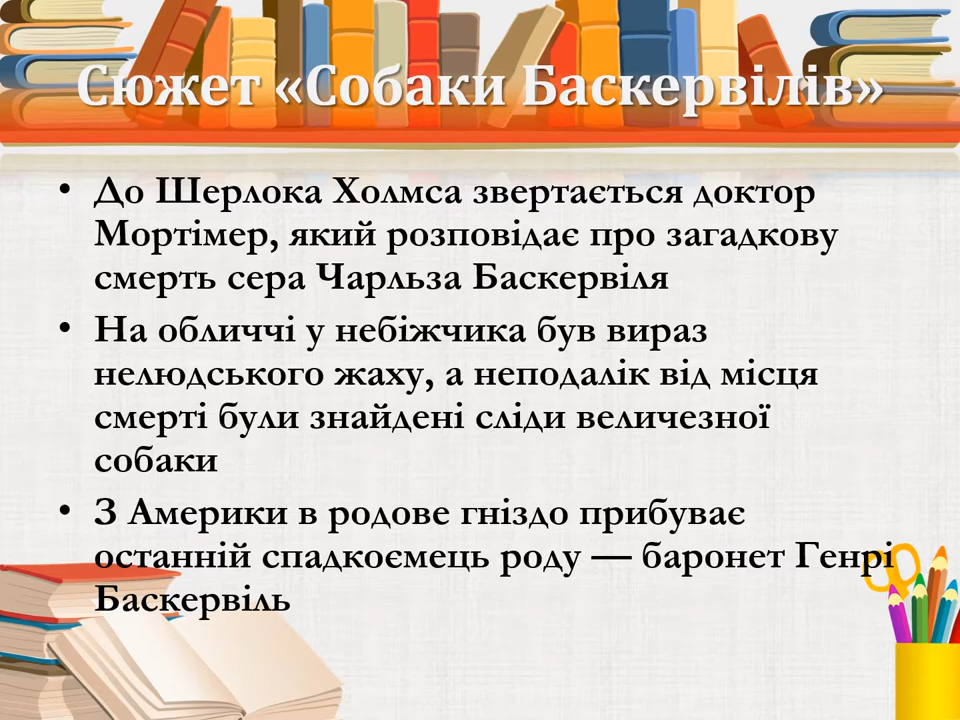 Сюжет «Собаки Баскервілів»
• До Шерлока Холмса звертається доктор
Мортімер, який розповідає про загадкову
смерть сера Чарльза Баскервіля
• На обличчі у небіжчика був вираз
нелюдського жаху, а неподалік від місця
смерті були знайдені сліди величезної
собаки
• З Америки в родове гніздо прибуває
останній спадкоємець роду — баронет Генрі
Баскервіль